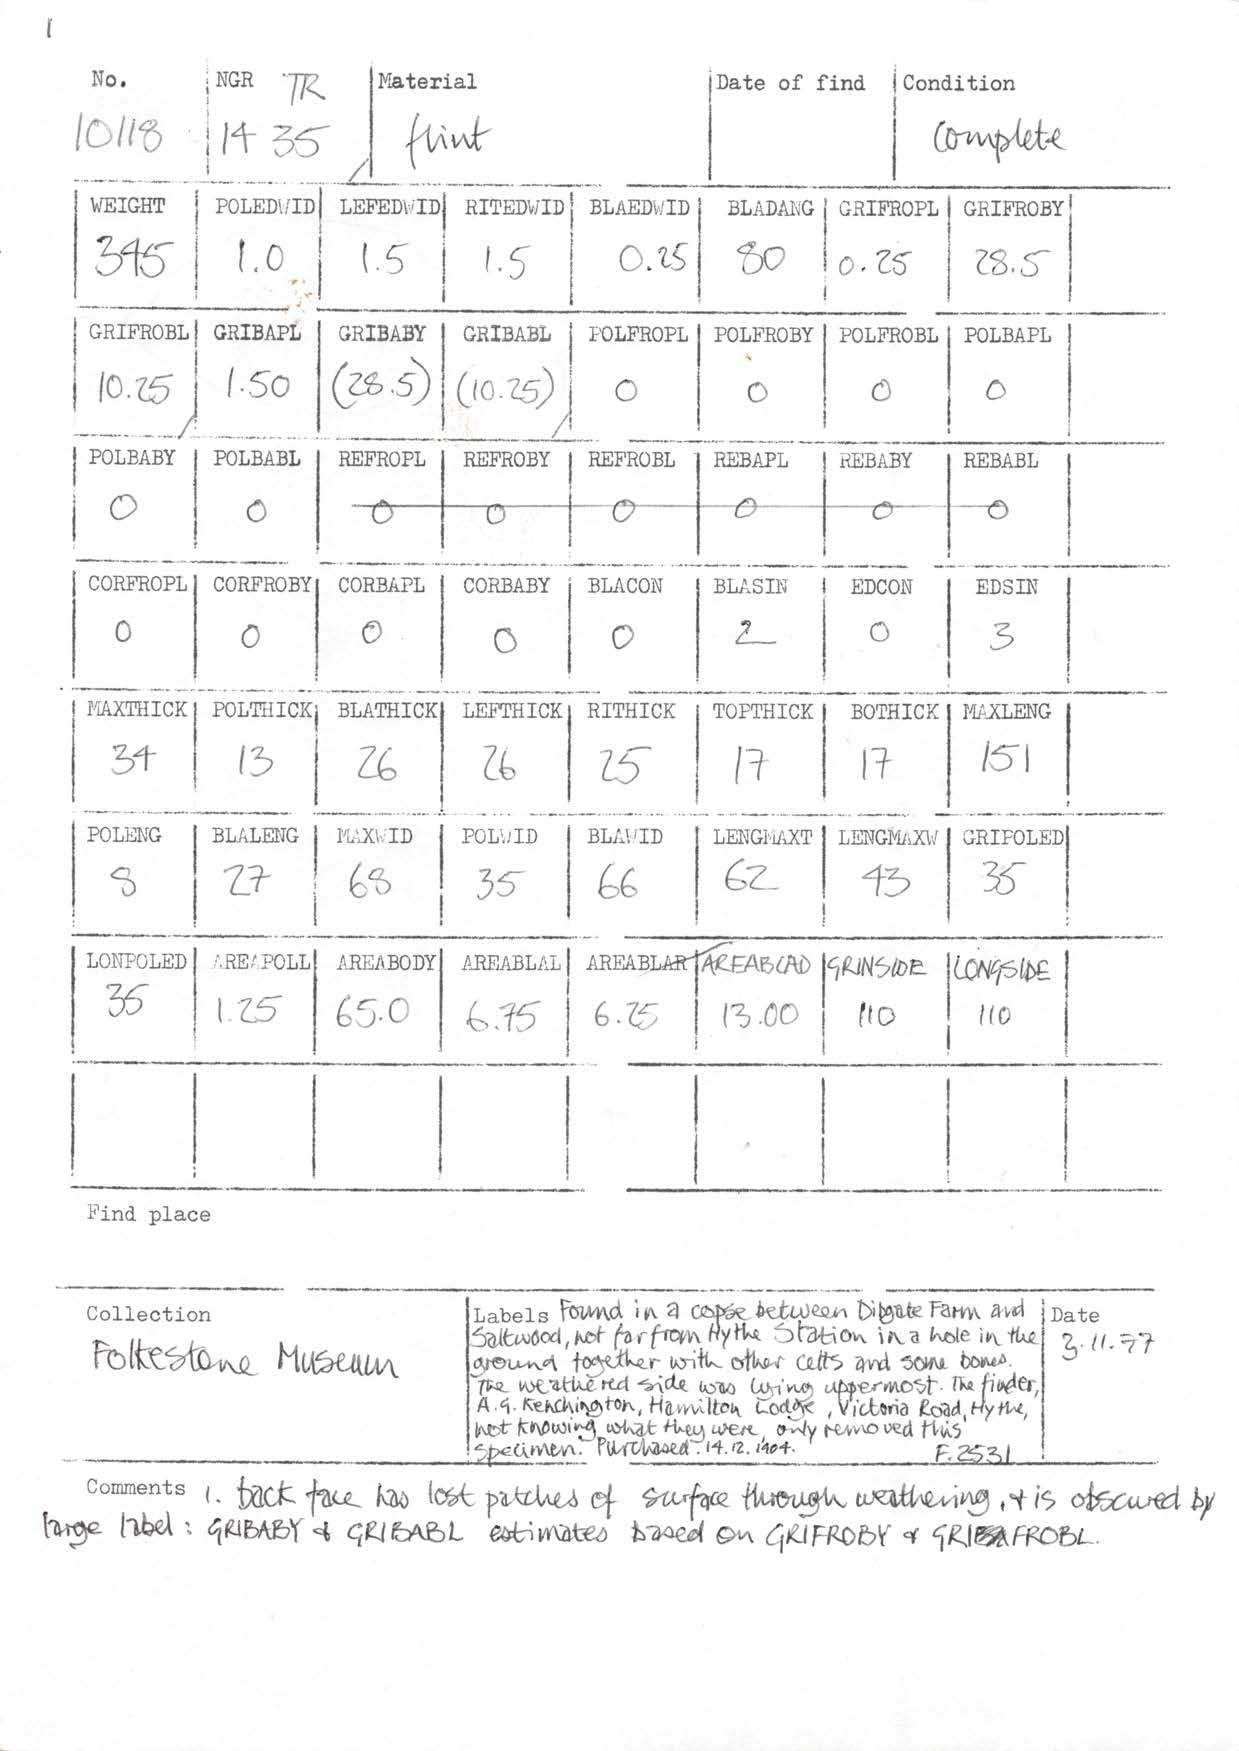 1
No. NGR TR Material Date of find Condition
10118 14 35 flint complete
WEIGHT POLEDWID LEFEDWID RITEDWID BLAEDWID BLADANG GRIFROPL GRIFROBY
345 1.0 1.5 1.5 0.25 80 0.25 28.5
GRIFROBL GRIBAPL GRIBABY GRIBABL POLFROPL POLFROBY POLFROBL POLBAPL
10.25 1.50 (28.5) (10.25) 0 0 0 0
POLBABY POLBABL REFROPL REFROBY REFROBL REBAPL REBABY REBABL
0 0 0 0 0 0 0 0
CORFROPL CORFROBY CORBAPL CORBABY BLACON BLASIN EDCON EDSIN
0 0 0 0 0 2 0 3
MAXTHICK POLTHICK BLATHICK LEFTHICK RITHICK TOPTHICK BOTHICK MAXLENG
34 13 26 26 25 17 17 151
POLENG BLALENG MAXWID POLWID BLAWID LENGMAXT LENGMAXW GRIPOLED
8 27 68 35 66 62 43 35
LONPOLED AREAPOLL AREABODY AREABLAL AREABLAR AREABLAD GRINSIDE LONGSIDE
35 1.25 65.0 6.75 6.25 13.00 110 110
Find place
Collection
Folkestone Museum
Labels Found in a copse between Dibgate Farm and
Saltwood, not far from Hythe Station in a hole in the
ground together with other celts and some bones.
The weathered side was lying uppermost. The finder,
A.G. Kenchington, Hamilton Lodge, Victoria Road, Hythe,
not knowing what they were, only removed this
specimen. Purchased. 14.12.1904.
F.2531
Date
3.11.77
Comments 1. back face has lost patches of surface through weathering, + is obscured by
large label: GRIBABY & GRIBABL estimates based on GRIFROBY & GRIFROBL.